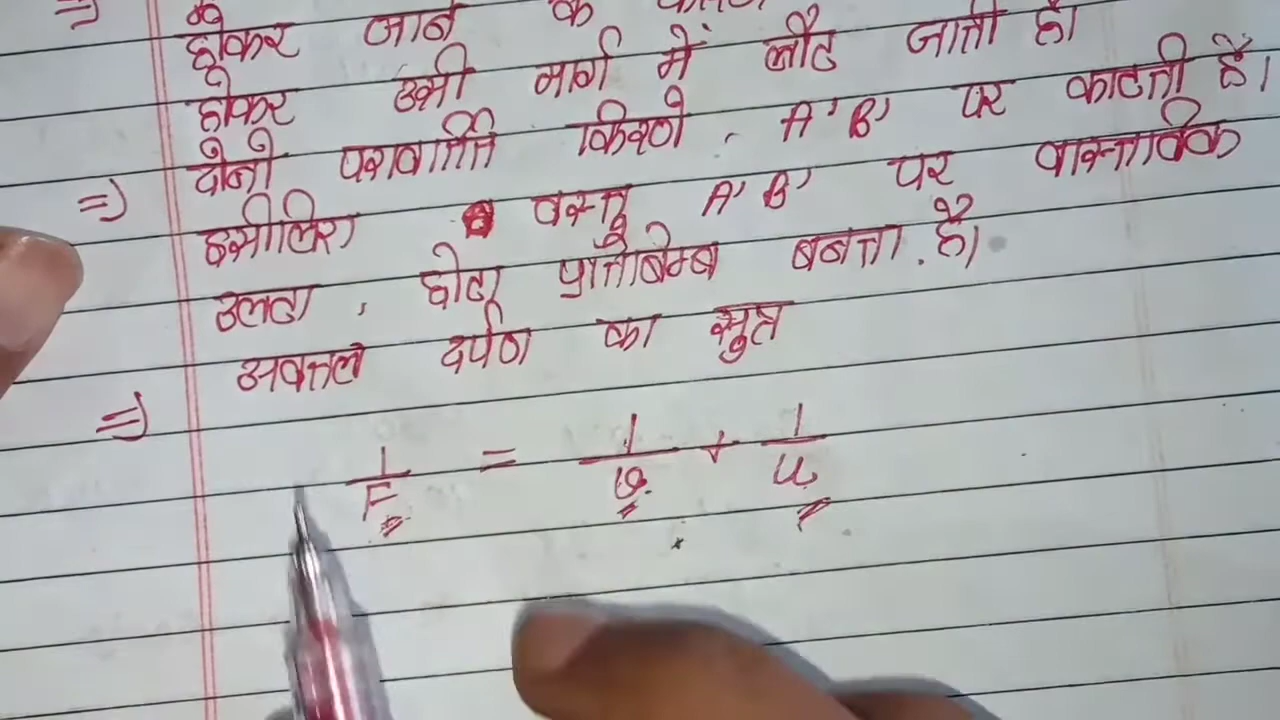 होकर जाने के
होकर उसी मार्ग में लौट जाती है।
=) दोनो परावर्तित किरणे, A'B' पर काटती है।
इसीलिए वस्तु A'B' पर वास्तविक
उलटा, छोटा प्रतिबिम्ब बनता है।
=) अवतल दर्पण का सुत्र
1/F = 1/v + 1/u